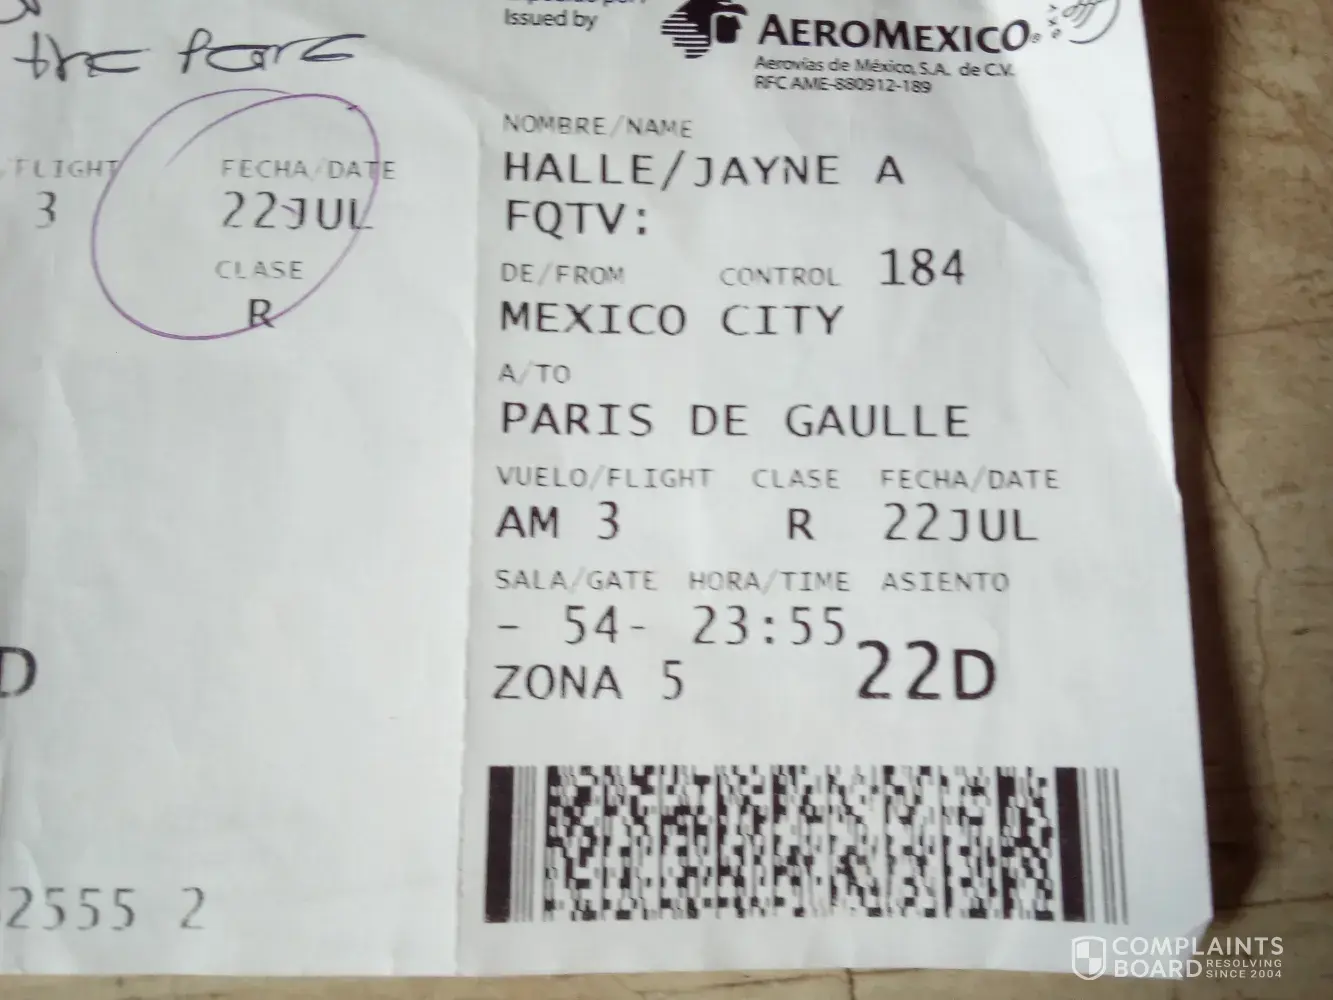 the fare
FLIGHT
3
FECHA/DATE
22JUL
CLASE
R
D
2555 2
Issued by
AEROMEXICO
Aerovías de México, S.A. de C.V.
RFC AME-880912-189
NOMBRE/NAME
HALLE/JAYNE A
FQTV:
DE/FROM CONTROL 184
MEXICO CITY
A/TO
PARIS DE GAULLE
VUELO/FLIGHT CLASE FECHA/DATE
AM 3 R 22JUL
SALA/GATE HORA/TIME ASIENTO
- 54- 23:55 22D
ZONA 5
COMPLAINTS
BOARD RESOLVING
SINCE 2004